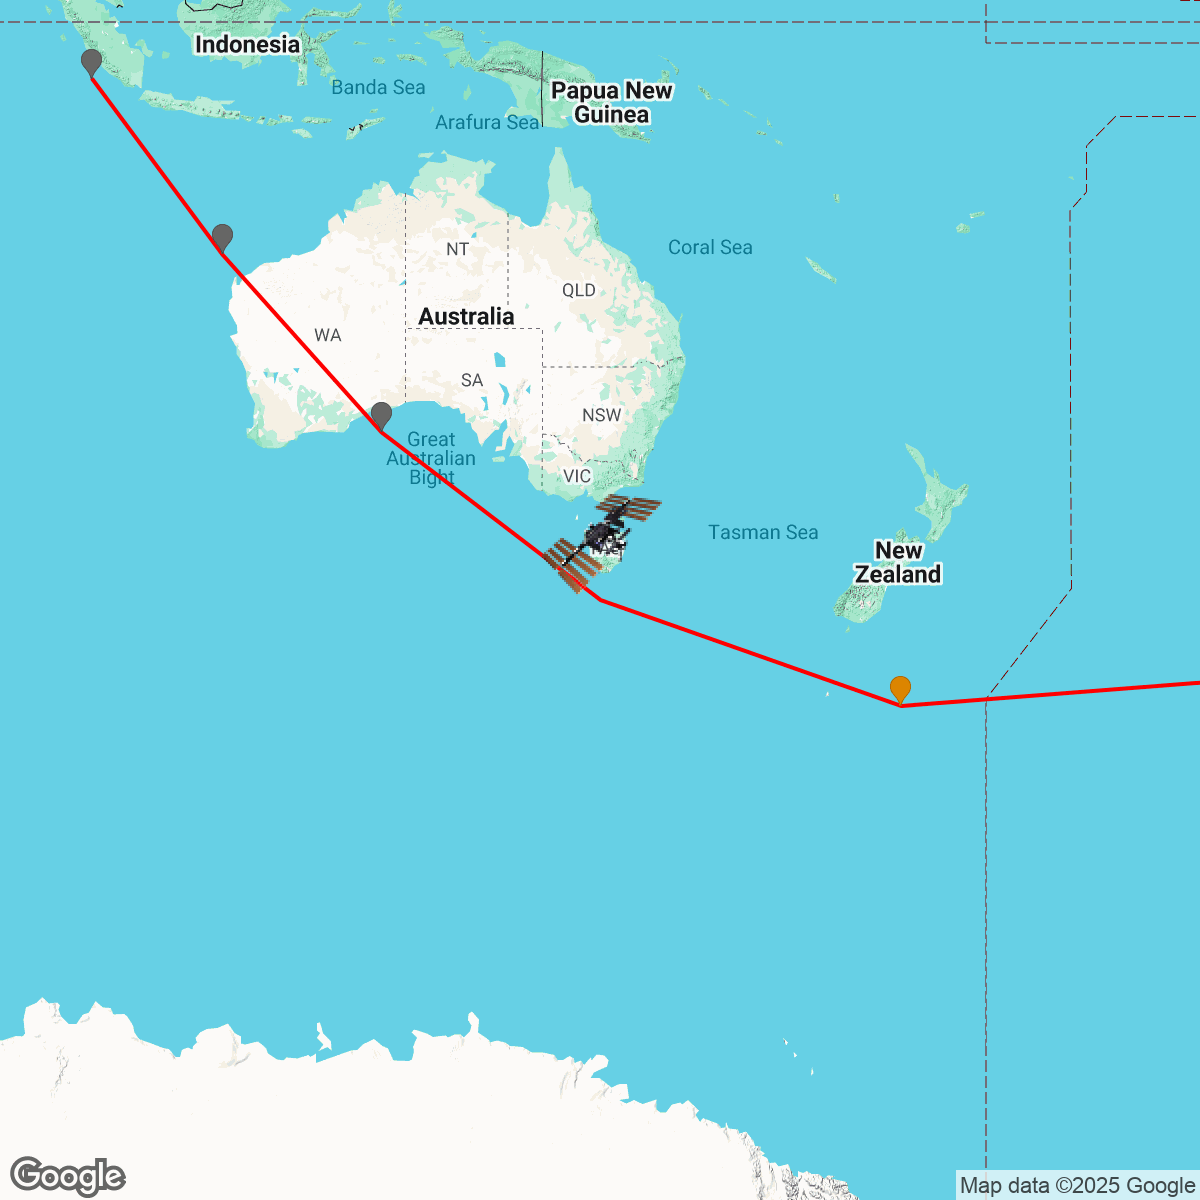 Indonesia
Banda Sea
Papua New
Guinea
Arafura Sea
NT
Coral Sea
QLD
Australia
WA
SA
NSW
Great
Australian
Bight
VIC
Tasman Sea
New
Zealand
Google
Map data ©2025 Google